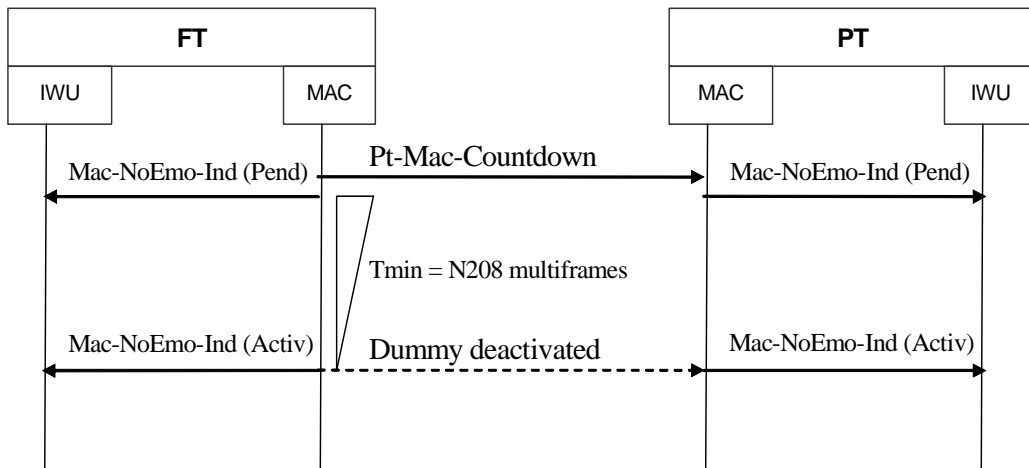 FT
PT
IWU
MAC
MAC
IWU
Pt-Mac-Countdown
Mac-NoEmo-Ind (Pend)
Mac-NoEmo-Ind (Pend)
Tmin = N208 multiframes
Mac-NoEmo-Ind (Activ)
Dummy deactivated
Mac-NoEmo-Ind (Activ)